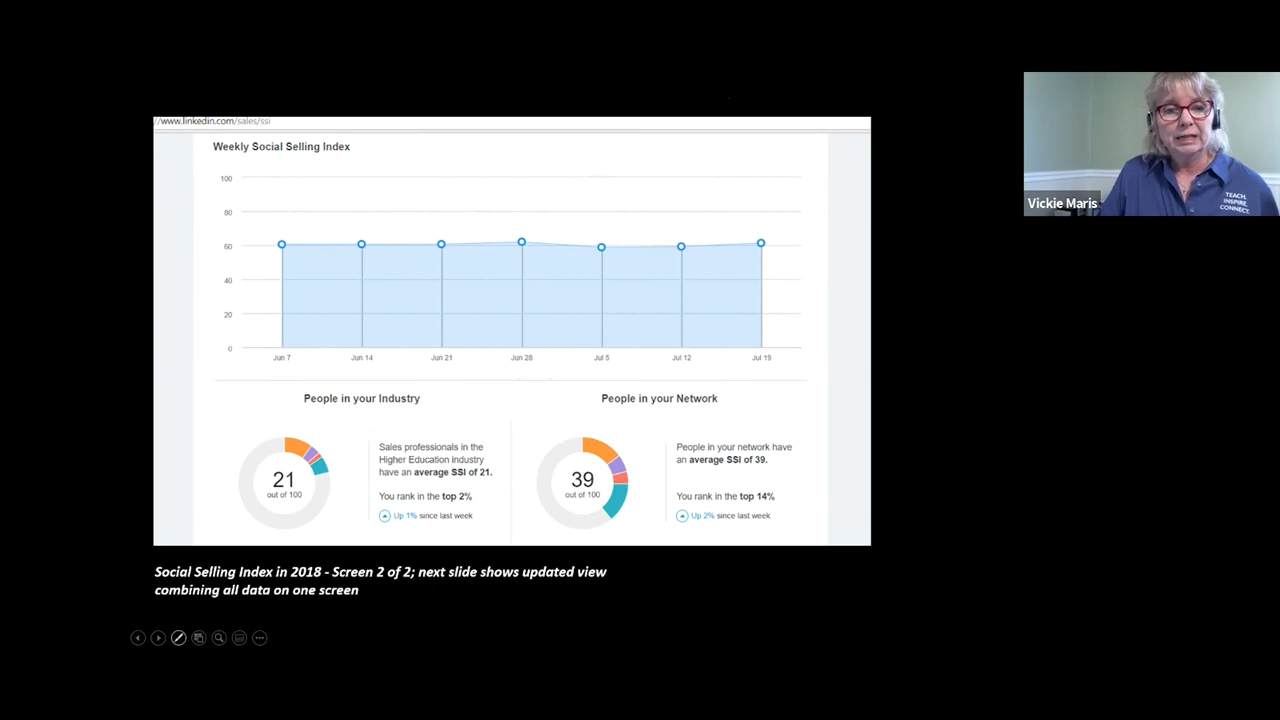 //www.linkedin.com/sales/ssi
Weekly Social Selling Index
100
80
60
40
20
0
Jun 7 Jun 14 Jun 21 Jun 28 Jul 5 Jul 12 Jul 19
People in your Industry
21
out of 100
Sales professionals in the
Higher Education industry
have an average SSI of 21.
You rank in the top 2%
Up 1% since last week
People in your Network
39
out of 100
People in your network have
an average SSI of 39.
You rank in the top 14%
Up 2% since last week
Social Selling Index in 2018 - Screen 2 of 2; next slide shows updated view
combining all data on one screen
TEACH.
INSPIRE.
CONNECT.
Vickie Maris